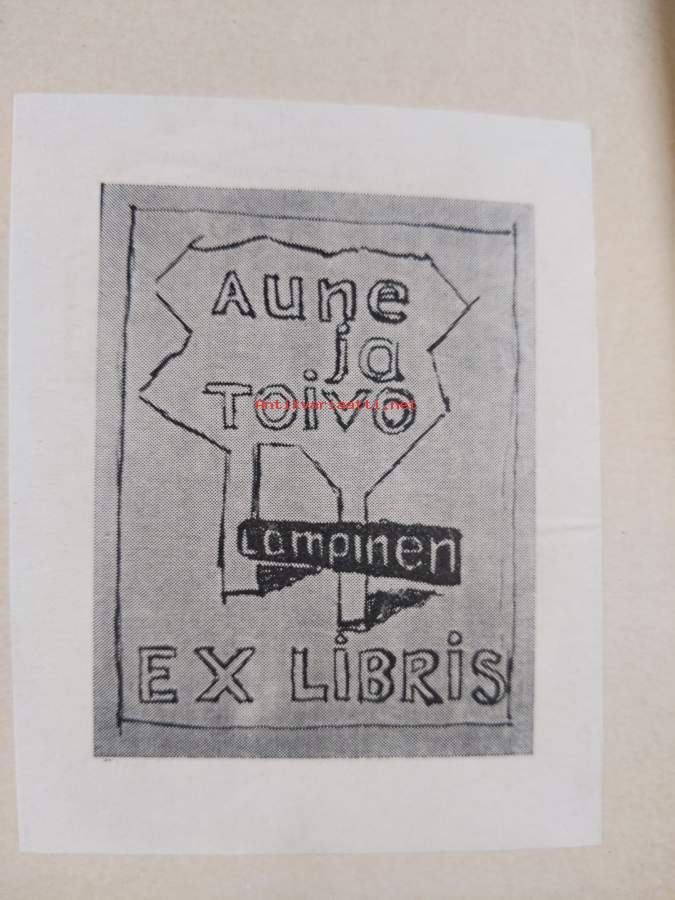 Aune
ja
Toivo
Antikvariaatti.net
Lampinen
EX LIBRIS